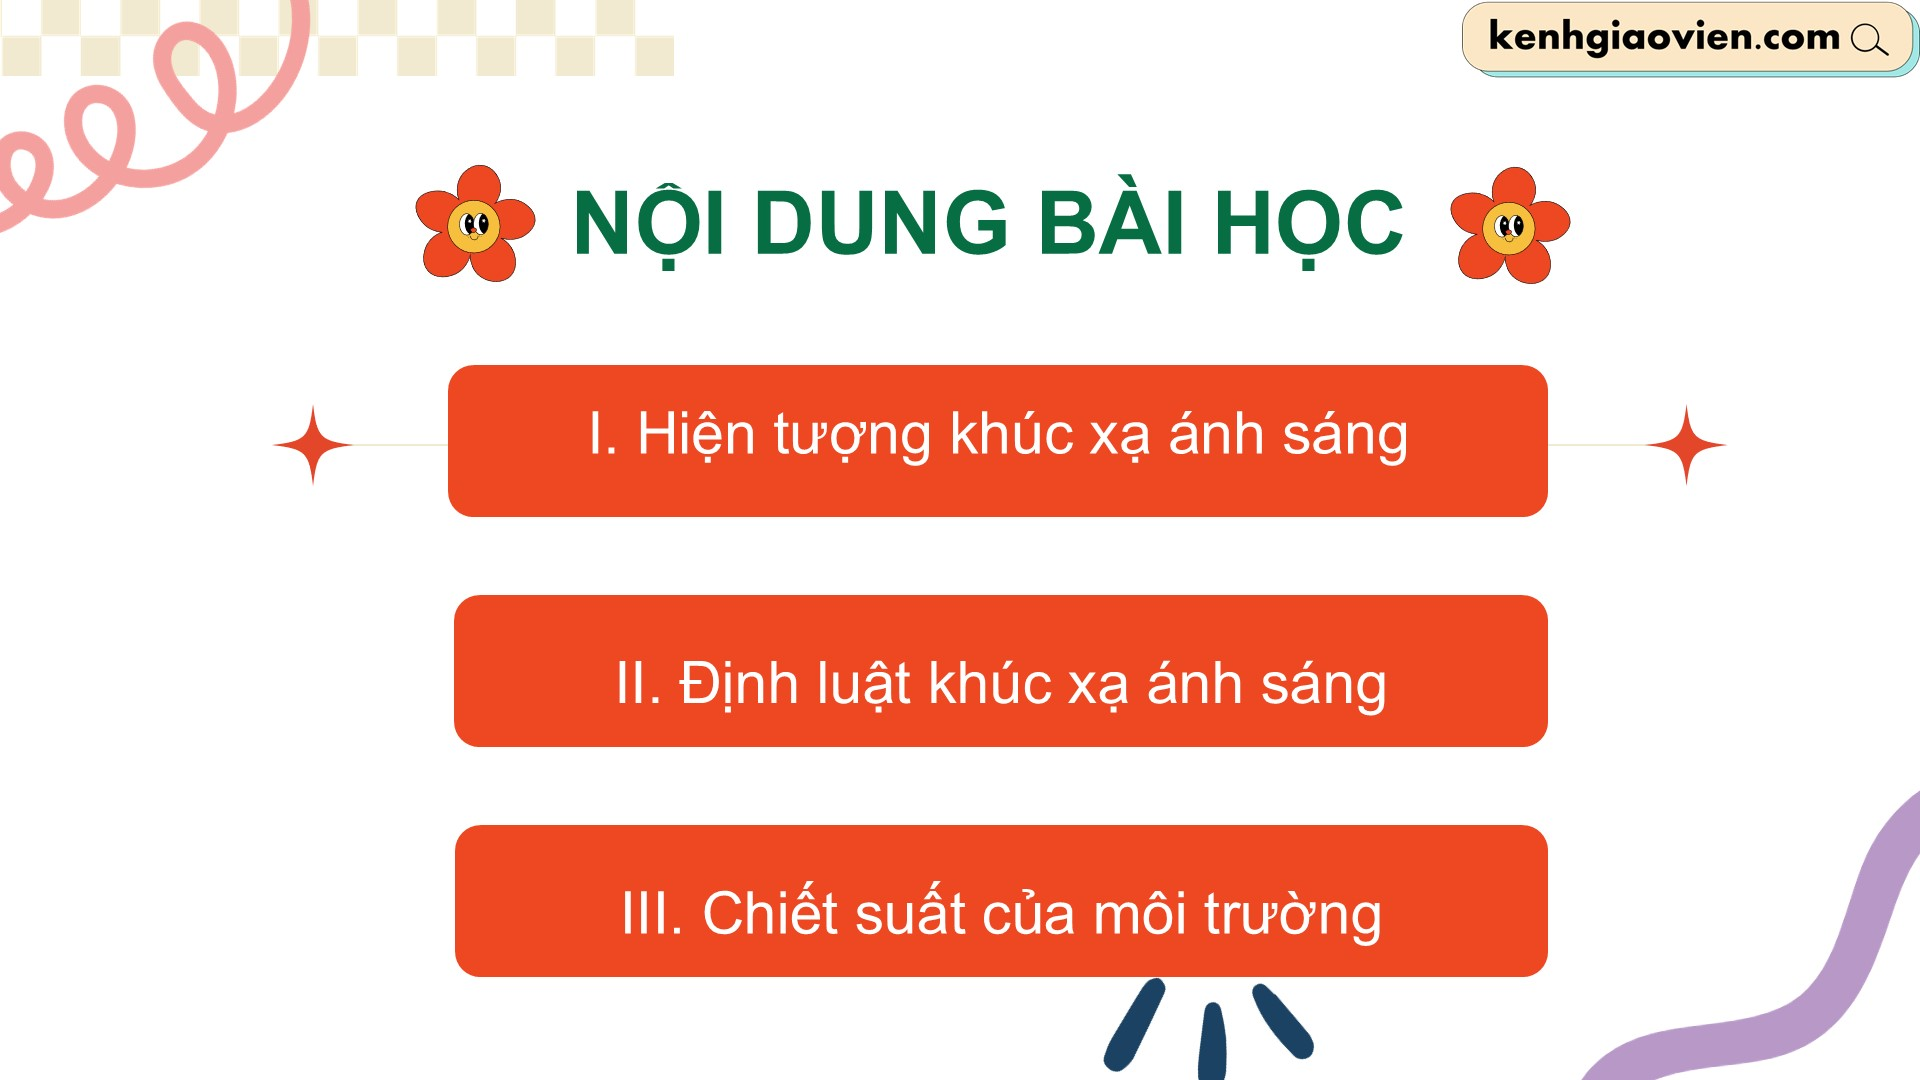 kenhgiaovien.com
NỘI DUNG BÀI HỌC
I. Hiện tượng khúc xạ ánh sáng
II. Định luật khúc xạ ánh sáng
III. Chiết suất của môi trường